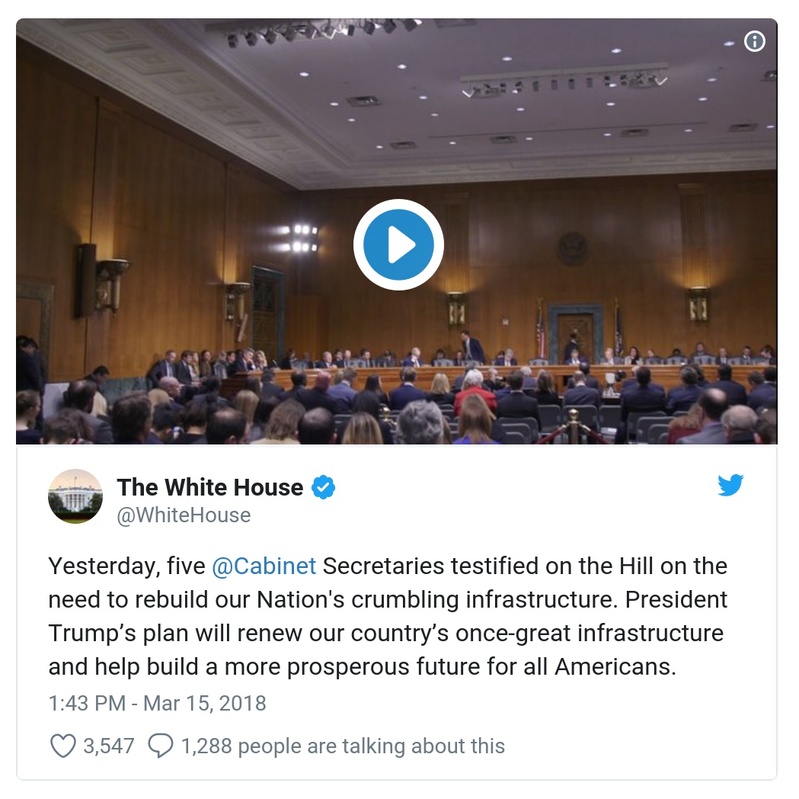 The White House
@WhiteHouse
Yesterday, five @Cabinet Secretaries testified on the Hill on the
need to rebuild our Nation's crumbling infrastructure. President
Trump’s plan will renew our country’s once-great infrastructure
and help build a more prosperous future for all Americans.
1:43 PM - Mar 15, 2018
3,547 1,288 people are talking about this